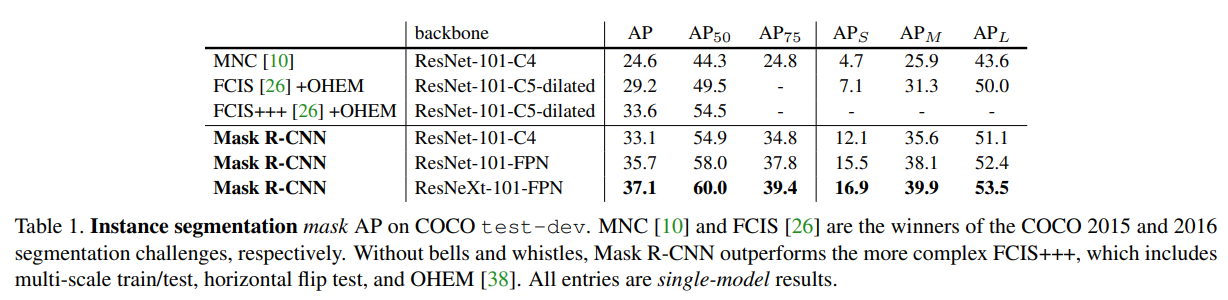 backbone AP AP50 AP75 APS APM APL
MNC [10] ResNet-101-C4 24.6 44.3 24.8 4.7 25.9 43.6
FCIS [26] +OHEM ResNet-101-C5-dilated 29.2 49.5 - 7.1 31.3 50.0
FCIS+++ [26] +OHEM ResNet-101-C5-dilated 33.6 54.5 - - - -
Mask R-CNN ResNet-101-C4 33.1 54.9 34.8 12.1 35.6 51.1
Mask R-CNN ResNet-101-FPN 35.7 58.0 37.8 15.5 38.1 52.4
Mask R-CNN ResNeXt-101-FPN 37.1 60.0 39.4 16.9 39.9 53.5
Table 1. Instance segmentation mask AP on COCO test-dev. MNC [10] and FCIS [26] are the winners of the COCO 2015 and 2016
segmentation challenges, respectively. Without bells and whistles, Mask R-CNN outperforms the more complex FCIS+++, which includes
multi-scale train/test, horizontal flip test, and OHEM [38]. All entries are single-model results.